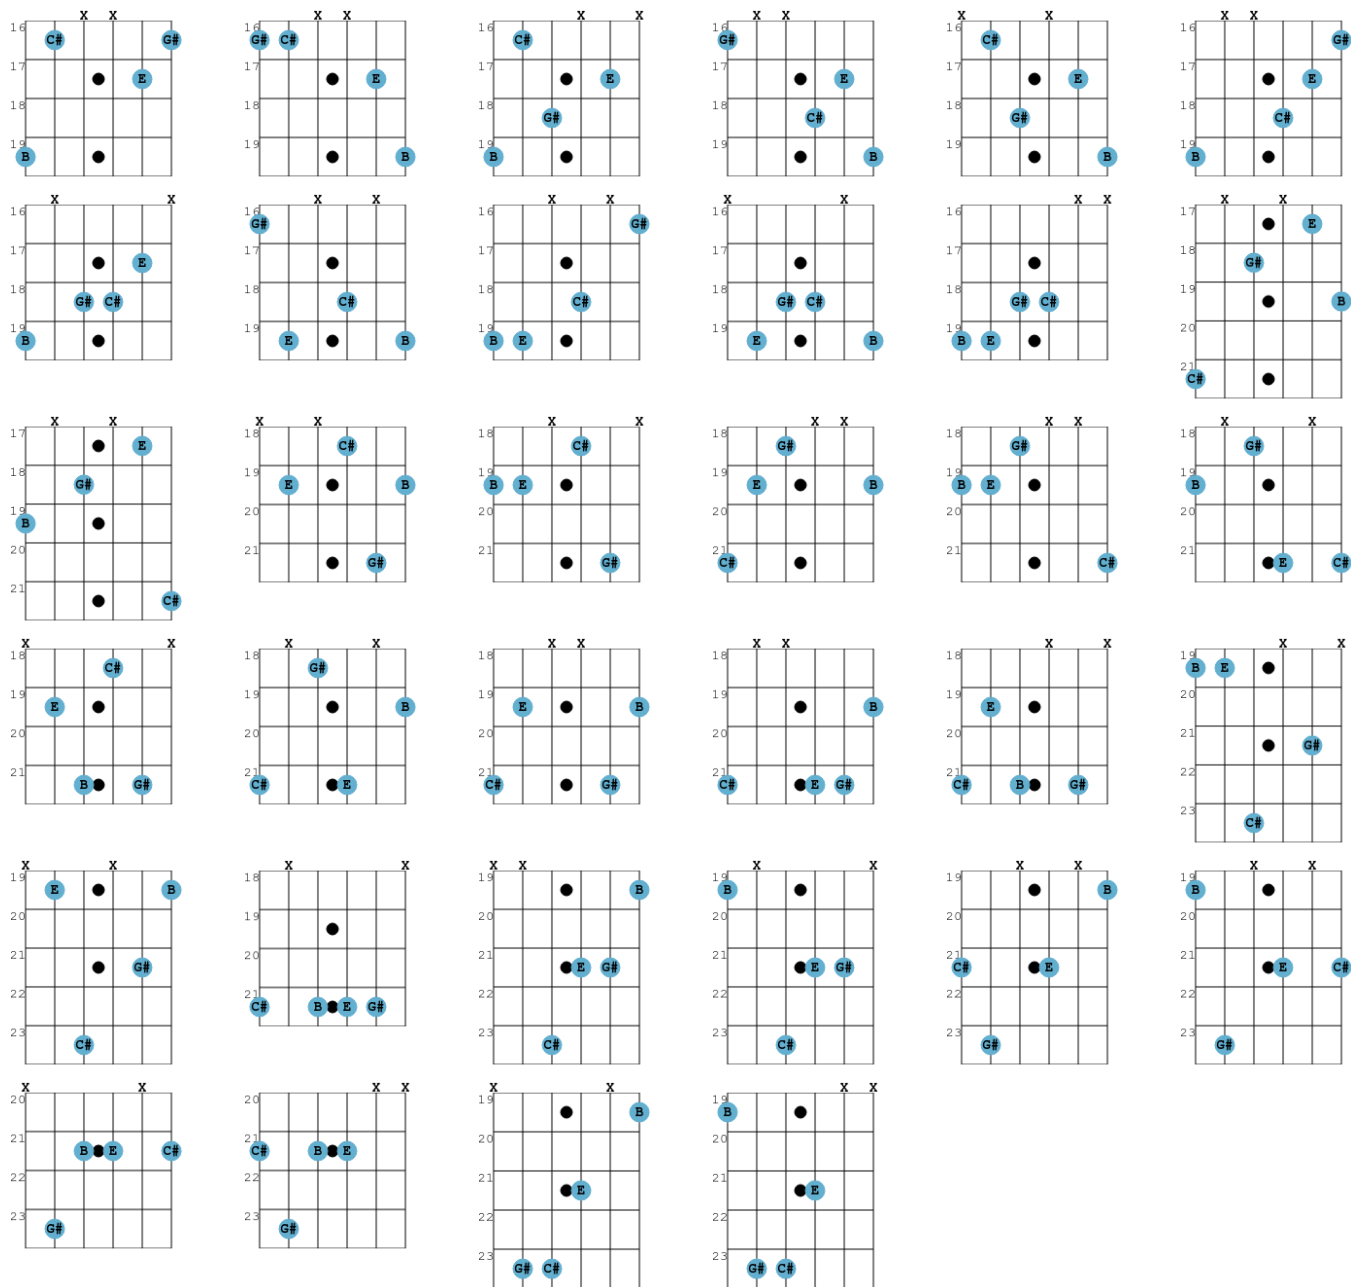 X X X X X X X X X X X X
16 C# G# 16 G# C# 16 C# 16 G# 16 C# 16 G#
17 E 17 E 17 E 17 E 17 E 17 E
18 18 18 G# 18 C# 18 G# 18 C#
19 B 19 B 19 B 19 B 19 B 19 B
X X X X X X X X X X X X
16 16 G# 16 G# 16 16 17 E
17 E 17 17 17 17 18 G#
18 G# C# 18 C# 18 C# 18 G# C# 18 G# C# 19 B
19 B 19 E B 19 B E 19 E B 19 B E 20
21 C#
X X X X X X X X X X X X
17 E 18 C# 18 C# 18 G# 18 G# 18 G#
18 G# 19 E B 19 B E 19 E B 19 B E 19 B
19 B 20 20 20 20 20
20 21 G# 21 G# 21 C# 21 C# 21 E C#
21 C#
X X X X X X X X X X X X
18 C# 18 G# 18 18 18 19 B E
19 E 19 B 19 E B 19 B 19 E 20
20 20 20 20 20 21 G#
21 B G# 21 C# E 21 C# G# 21 C# E G# 21 C# B G# 22
23 C#
X X X X X X X X X X X X
19 E B 18 19 B 19 B 19 B 19 B
20 19 20 20 20 20
21 G# 20 21 E G# 21 E G# 21 C# E 21 E C#
22 21 C# B E G# 22 22 22 22
23 C# 23 C# 23 C# 23 G# 23 G#
X X X X X X X X
20 20 19 B 19 B
21 B E C# 21 C# B E 20 20
22 22 21 E 21 E
23 G# 23 G# 22 22
23 G# C# 23 G# C#